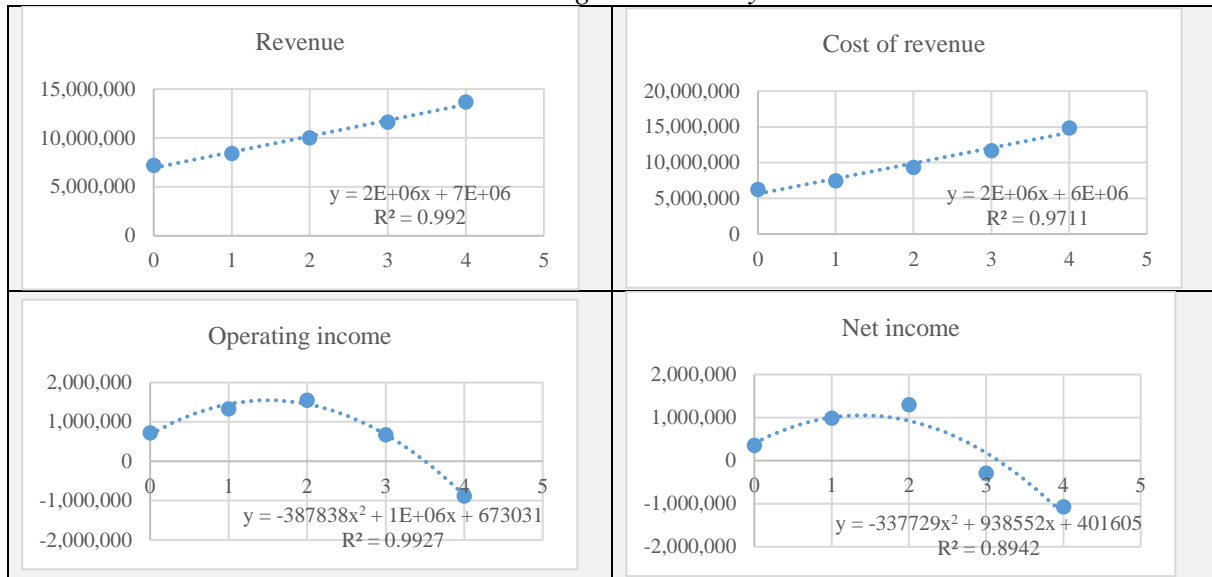 Revenue
15,000,000
10,000,000
5,000,000
0
0 1 2 3 4 5
y = 2E+06x + 7E+06
R² = 0.992
Cost of revenue
20,000,000
15,000,000
10,000,000
5,000,000
0
0 1 2 3 4 5
y = 2E+06x + 6E+06
R² = 0.9711
Operating income
2,000,000
1,000,000
0
-1,000,000
-2,000,000
0 1 2 3 4 5
y = -387838x² + 1E+06x + 673031
R² = 0.9927
Net income
2,000,000
1,000,000
0
-1,000,000
-2,000,000
0 1 2 3 4 5
y = -337729x² + 938552x + 401605
R² = 0.8942